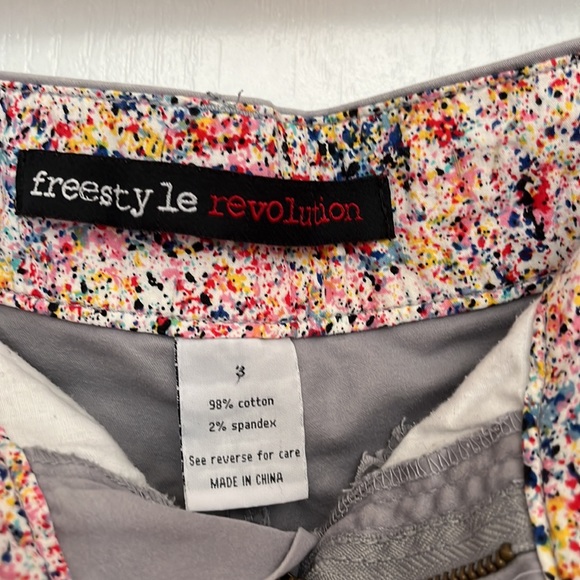 freestyle revolution
3
98% cotton
2% spandex
See reverse for care
MADE IN CHINA